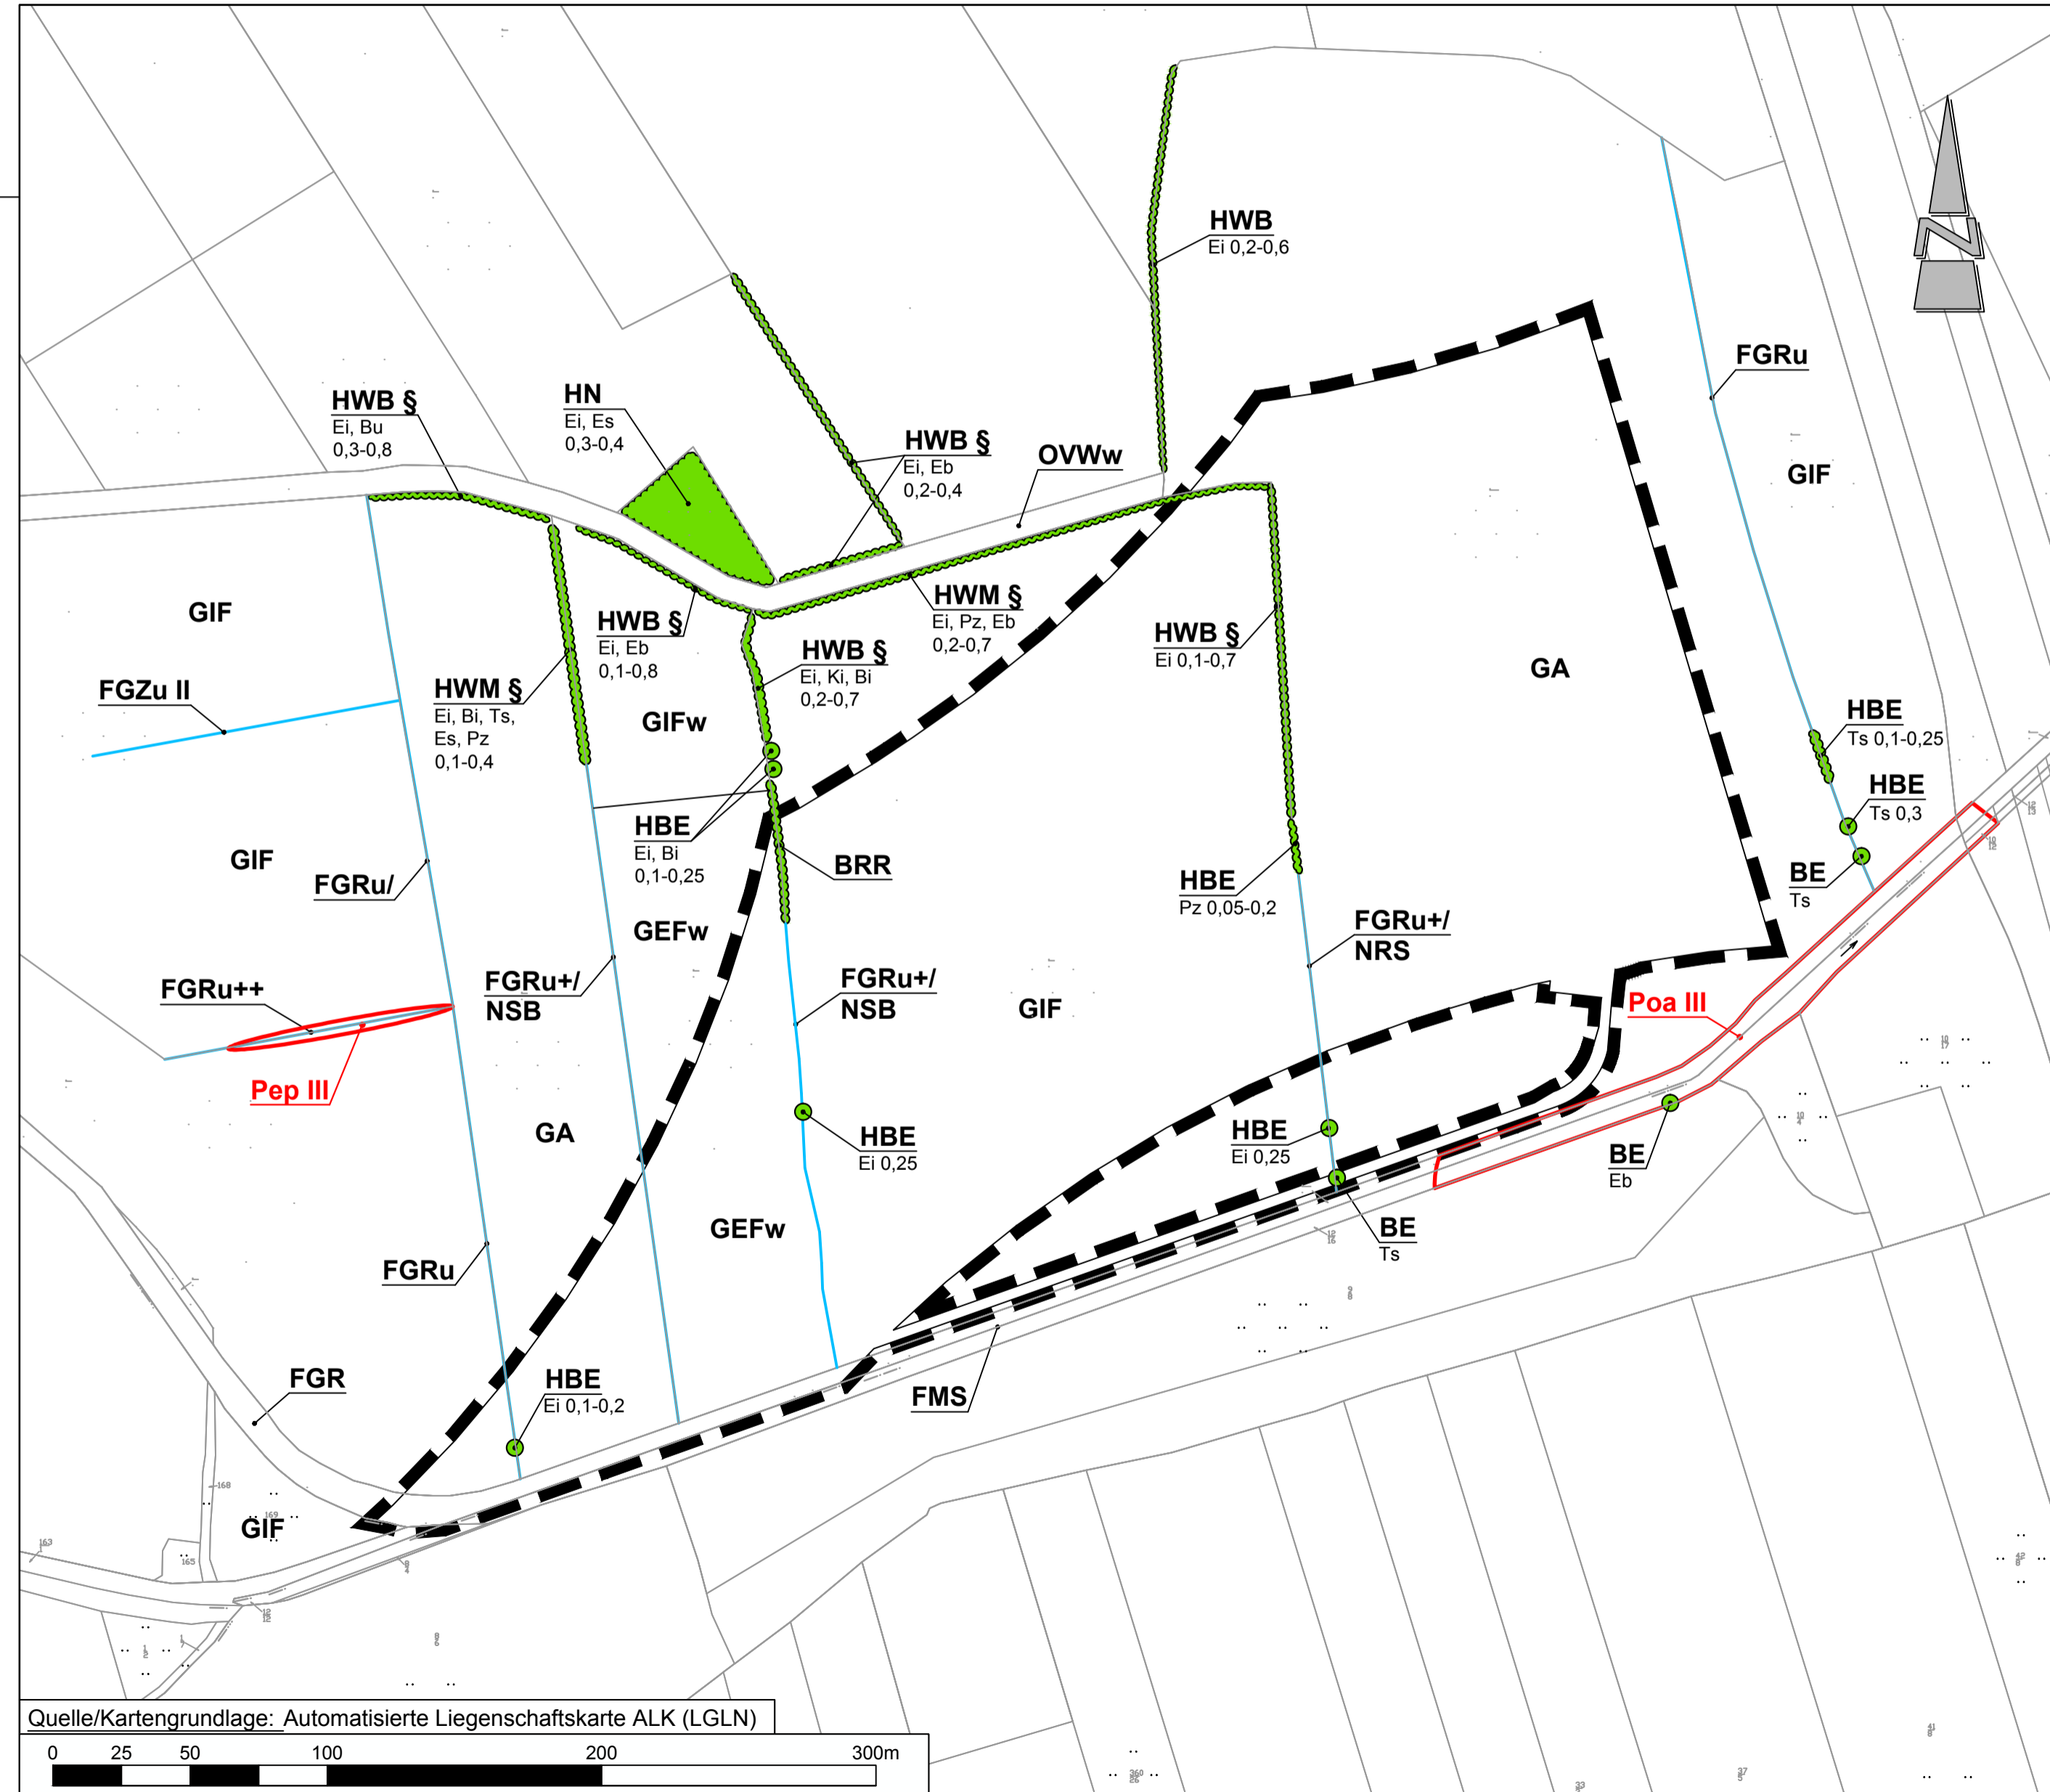 HWB
Ei 0,2-0,6
N
FGRu
HN
Ei, Es
0,3-0,4
HWB §
Ei, Bu
0,3-0,8
HWB §
Ei, Eb
0,2-0,4
OVWw
GIF
GIF
HWB §
Ei, Eb
0,1-0,8
HWM §
Ei, Pz, Eb
0,2-0,7
HWB §
Ei 0,1-0,7
HWB §
Ei, Ki, Bi
0,2-0,7
GA
FGZu II
HWM §
Ei, Bi, Ts,
Es, Pz
0,1-0,4
GIFw
HBE
Ts 0,1-0,25
HBE
Ts 0,3
HBE
Ei, Bi
0,1-0,25
GIF
FGRu/
BRR
HBE
Pz 0,05-0,2
BE
Ts
GEFw
FGRu+/
NRS
FGRu++
FGRu+/
NSB
FGRu+/
NSB
GIF
Poa III
Pep III
GA
HBE
Ei 0,25
HBE
Ei 0,25
BE
Eb
GEFw
BE
Ts
FGRu
FGR
HBE
Ei 0,1-0,2
FMS
168
169
GIF
163
165
Quelle/Kartengrundlage: Automatisierte Liegenschaftskarte ALK (LGLN)
0 25 50 100 200 300m